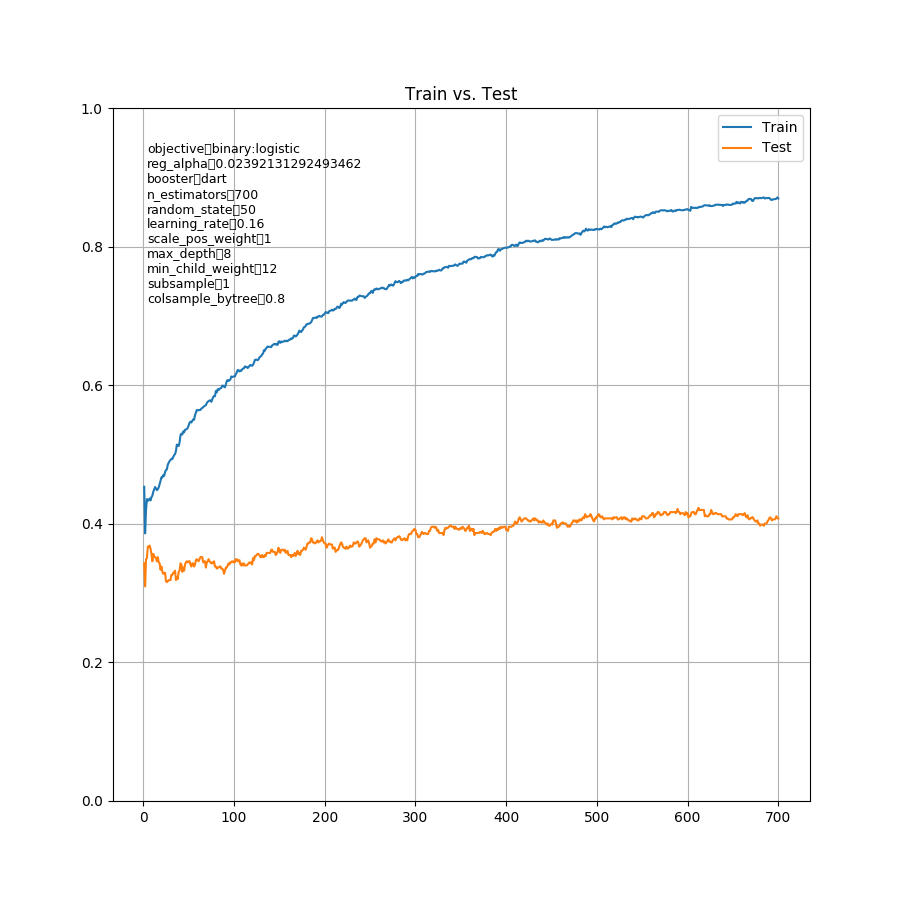 Train vs. Test
1.0
0.8
0.6
0.4
0.2
0.0
objective▯binary:logistic
reg_alpha▯0.02392131292493462
booster▯dart
n_estimators▯700
random_state▯50
learning_rate▯0.16
scale_pos_weight▯1
max_depth▯8
min_child_weight▯12
subsample▯1
colsample_bytree▯0.8
Train
Test
0 100 200 300 400 500 600 700